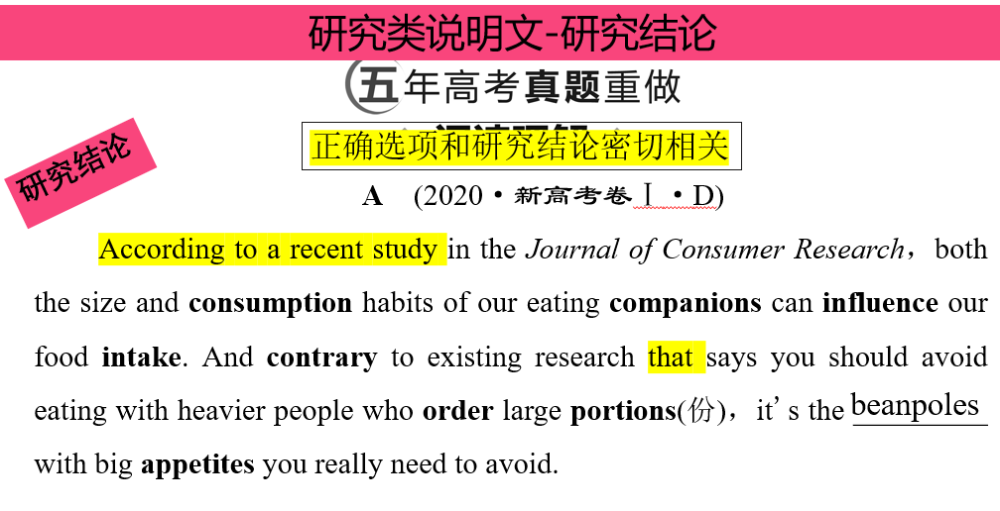 研究类说明文-研究结论
五年高考真题重做
正确选项和研究结论密切相关
研究结论
A (2020·新高考卷Ⅰ·D)
According to a recent study in the Journal of Consumer Research，both
the size and consumption habits of our eating companions can influence our
food intake. And contrary to existing research that says you should avoid
eating with heavier people who order large portions(份)，it's the beanpoles
with big appetites you really need to avoid.